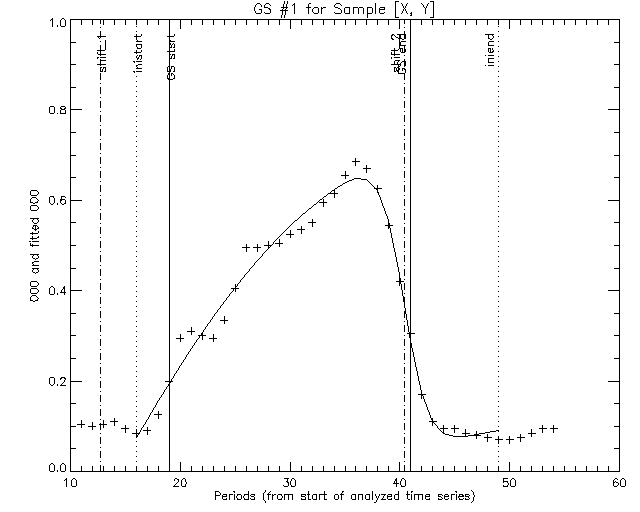 GS #1 for Sample [X, Y]
1.0
0.8
0.6
0.4
0.2
0.0
000 and fitted 000
shift_1
inistart
GS stsrt
shift_2
GS end
iniend
10
20
30
40
50
60
Periods (from start of analyzed time series)